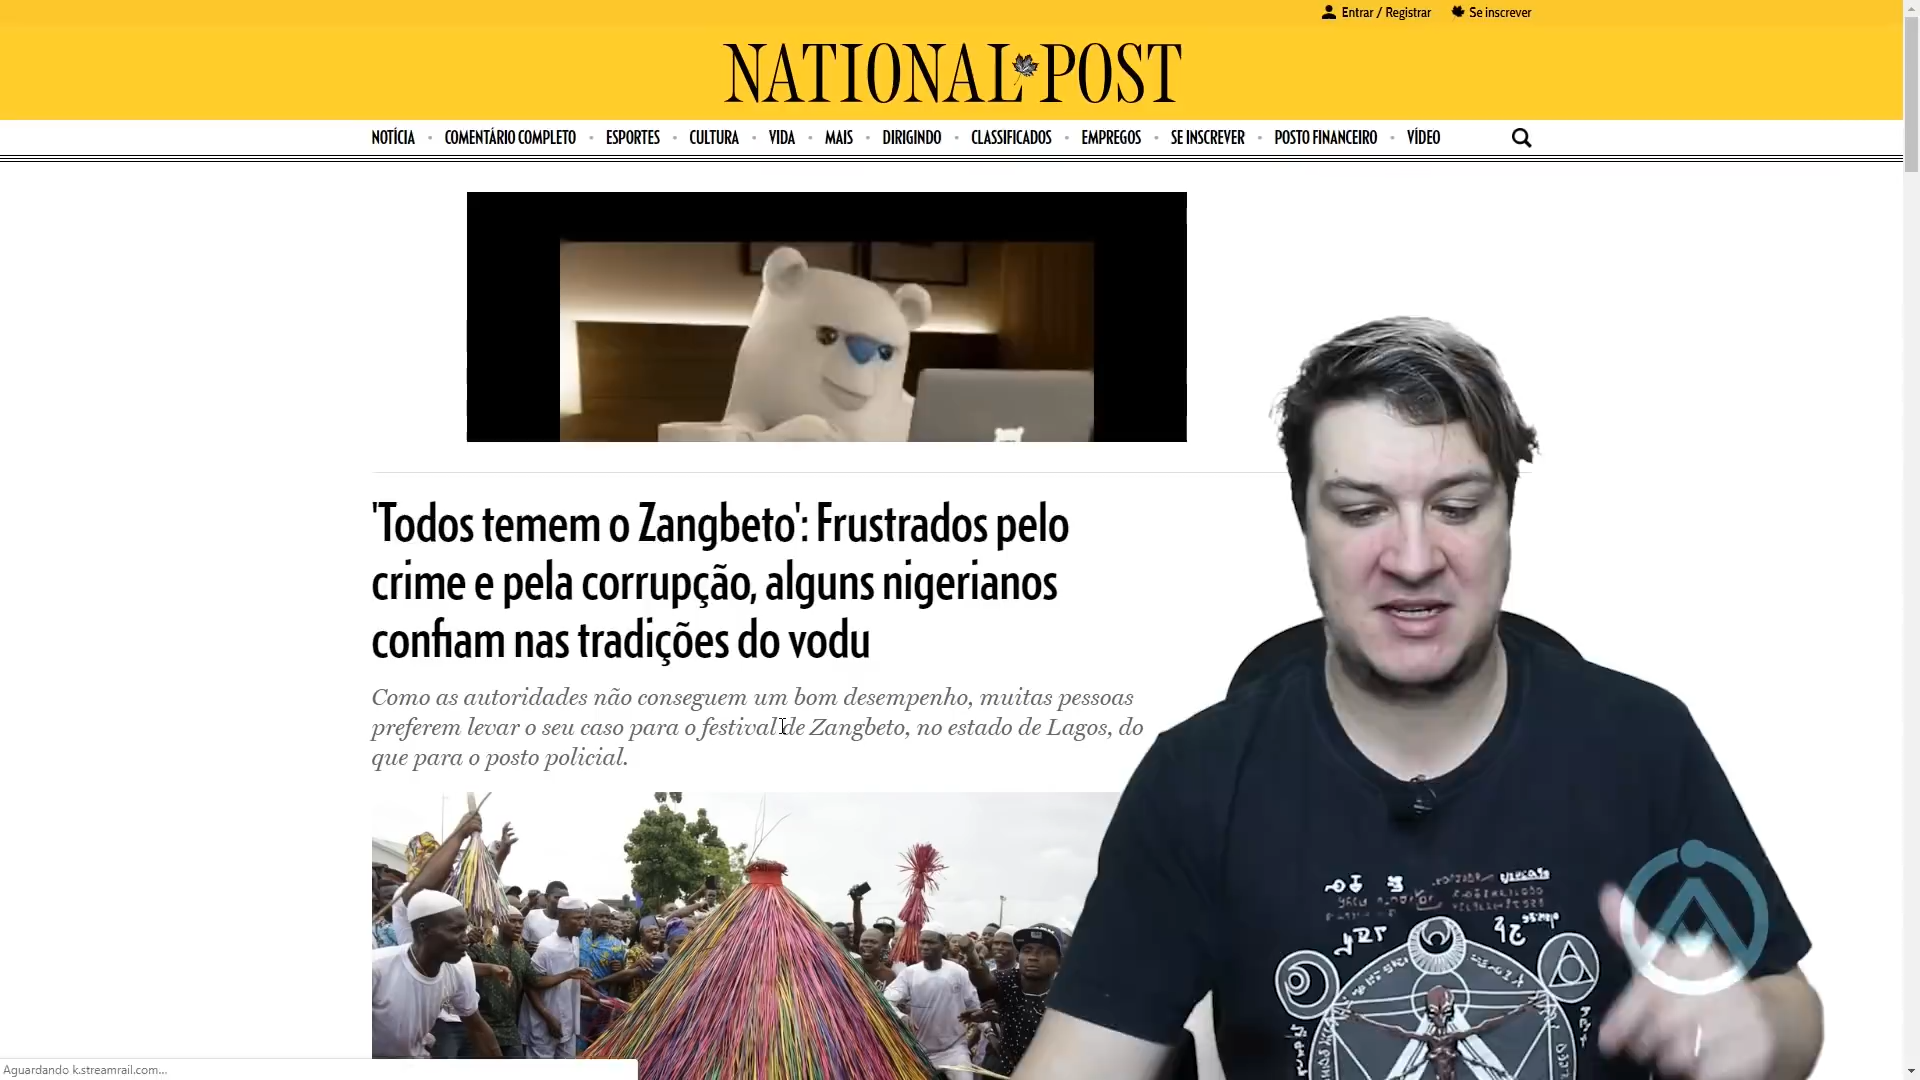 Entrar / Registrar
Se inscrever
NATIONAL POST
NOTÍCIA
COMENTÁRIO COMPLETO
ESPORTES
CULTURA
VIDA
MAIS
DIRIGINDO
CLASSIFICADOS
EMPREGOS
SE INSCREVER
POSTO FINANCEIRO
VÍDEO
'Todos temem o Zangbeto': Frustrados pelo
crime e pela corrupção, alguns nigerianos
confiam nas tradições do vodu
Como as autoridades não conseguem um bom desempenho, muitas pessoas
preferem levar o seu caso para o festival de Zangbeto, no estado de Lagos, do
que para o posto policial.
Aguardando k.streamrail.com...